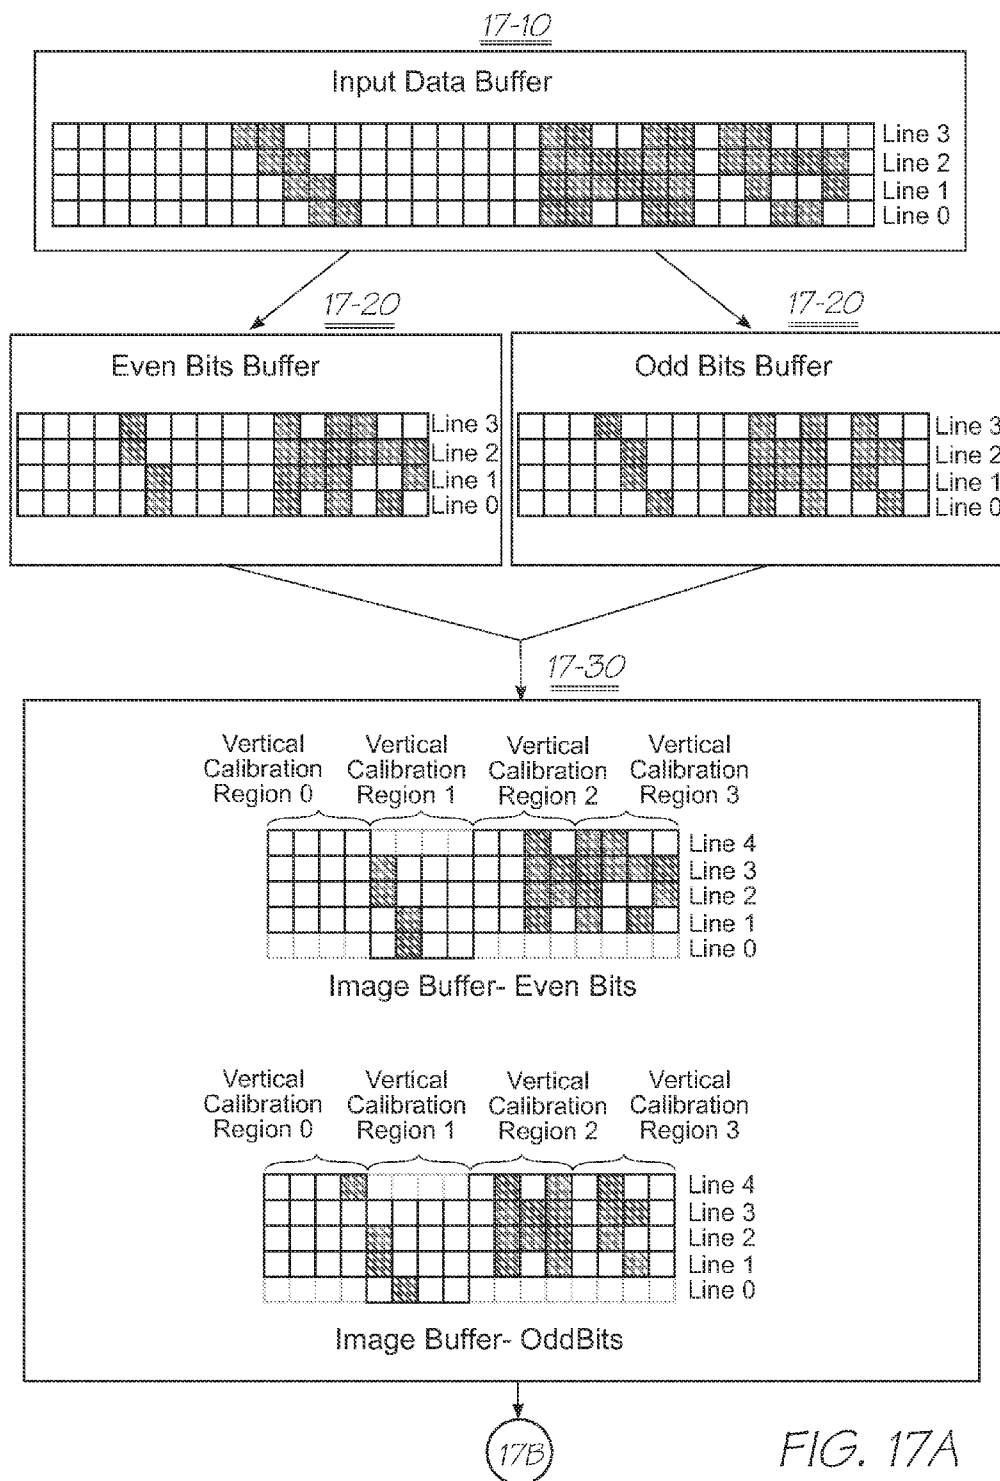 17-10
Input Data Buffer
Line 3
Line 2
Line 1
Line 0
17-20
17-20
Even Bits Buffer
Line 3
Line 2
Line 1
Line 0
Odd Bits Buffer
Line 3
Line 2
Line 1
Line 0
17-30
Vertical Calibration Region 0
Vertical Calibration Region 1
Vertical Calibration Region 2
Vertical Calibration Region 3
Line 4
Line 3
Line 2
Line 1
Line 0
Image Buffer- Even Bits
Vertical Calibration Region 0
Vertical Calibration Region 1
Vertical Calibration Region 2
Vertical Calibration Region 3
Line 4
Line 3
Line 2
Line 1
Line 0
Image Buffer- OddBits
17B
FIG. 17A